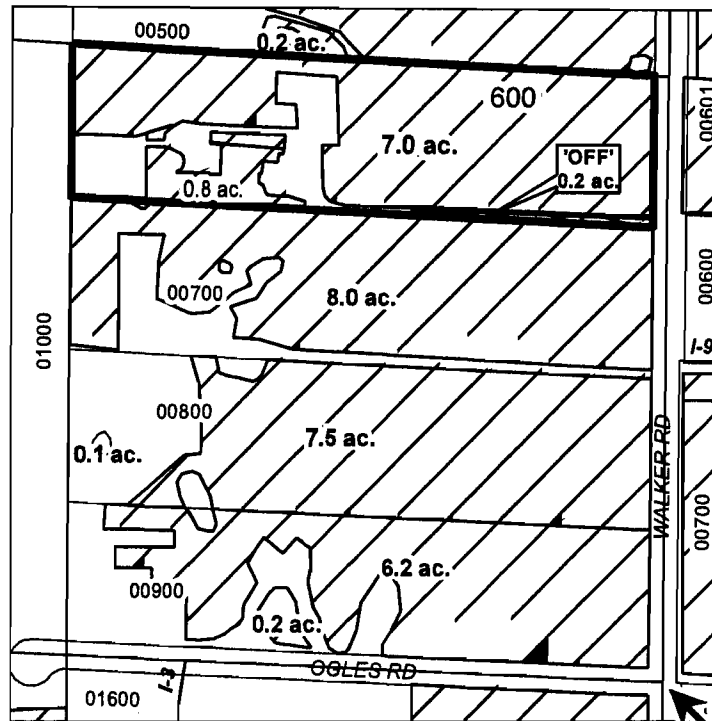 00500
0.2 ac.
600
00601
7.0 ac.
'OFF'
0.2 ac.
0.8 ac.
00600
00700
8.0 ac.
01000
I-9
00800
7.5 ac.
0.1 ac.
WALKER RD
00700
6.2 ac.
00900
0.2 ac.
OGLES RD
I-3
01600